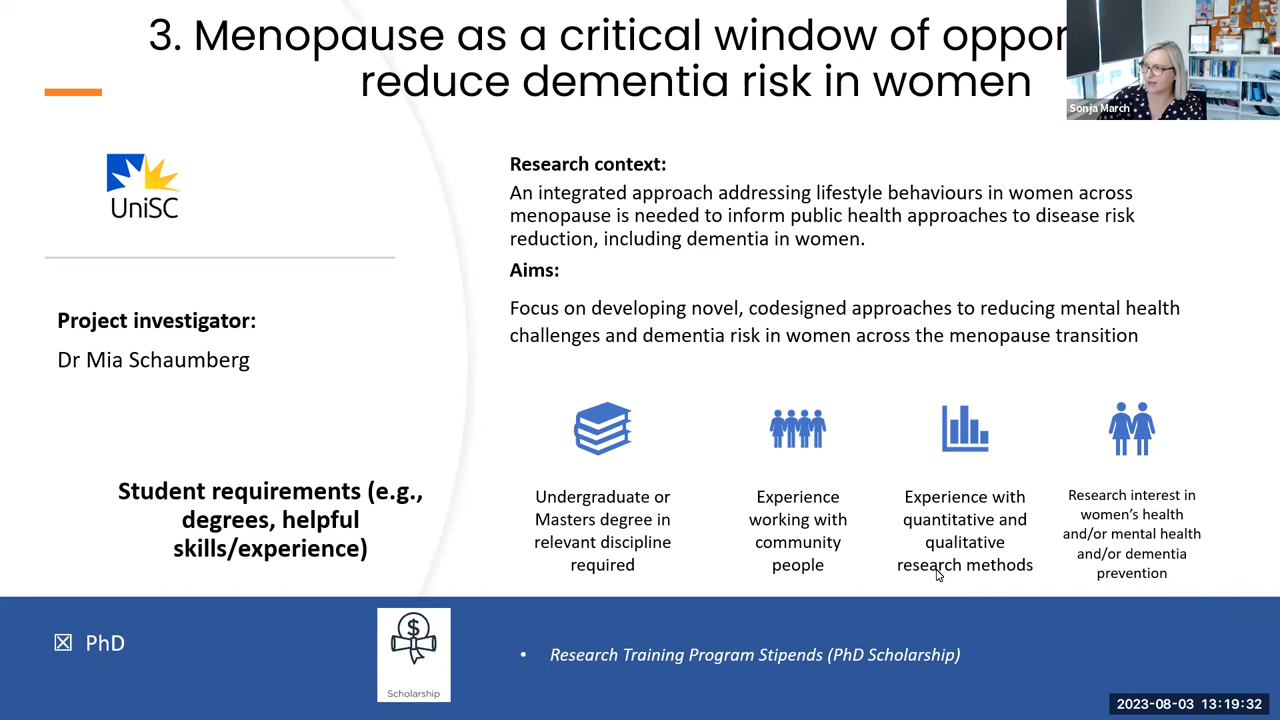 3. Menopause as a critical window of oppor
reduce dementia risk in women
Sonja March
UniSC
Project investigator:
Dr Mia Schaumberg
Research context:
An integrated approach addressing lifestyle behaviours in women across
menopause is needed to inform public health approaches to disease risk
reduction, including dementia in women.
Aims:
Focus on developing novel, codesigned approaches to reducing mental health
challenges and dementia risk in women across the menopause transition
Student requirements (e.g.,
degrees, helpful
skills/experience)
Undergraduate or
Masters degree in
relevant discipline
required
Experience
working with
community
people
Experience with
quantitative and
qualitative
research methods
Research interest in
women’s health
and/or mental health
and/or dementia
prevention
☒ PhD
$
Scholarship
• Research Training Program Stipends (PhD Scholarship)
2023-08-03 13:19:32